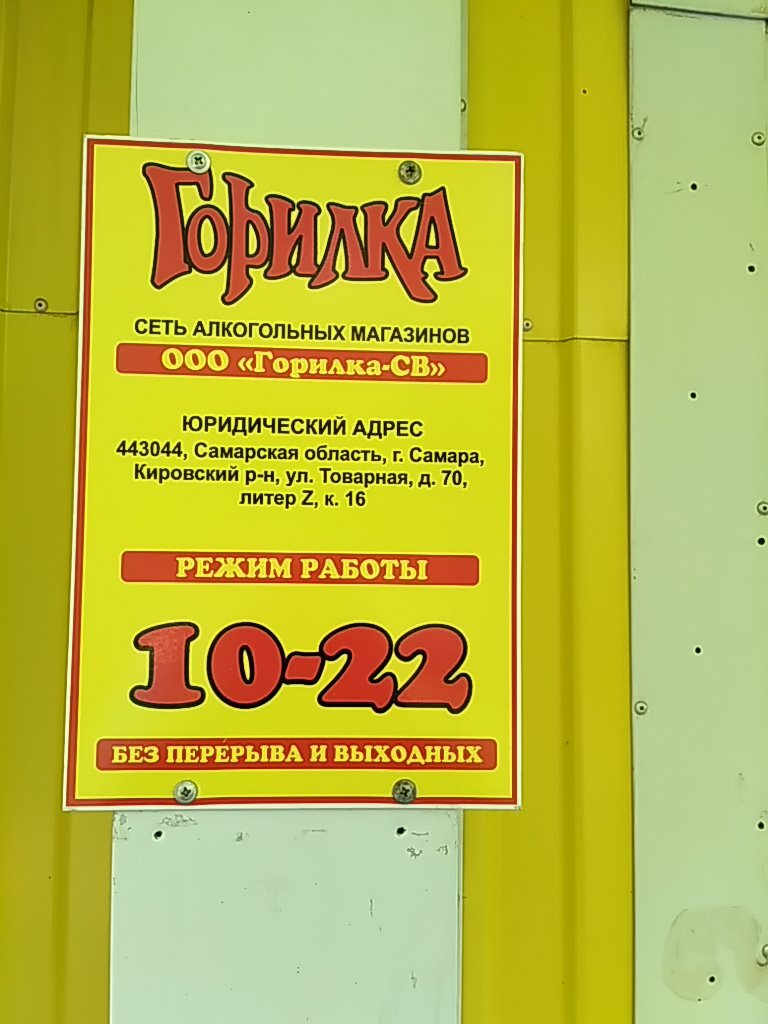 Горилка
СЕТЬ АЛКОГОЛЬНЫХ МАГАЗИНОВ
ООО «Горилка-СВ»
ЮРИДИЧЕСКИЙ АДРЕС
443044, Самарская область, г. Самара,
Кировский р-н, ул. Товарная, д. 70,
литер Z, к. 16
РЕЖИМ РАБОТЫ
10-22
БЕЗ ПЕРЕРЫВА И ВЫХОДНЫХ